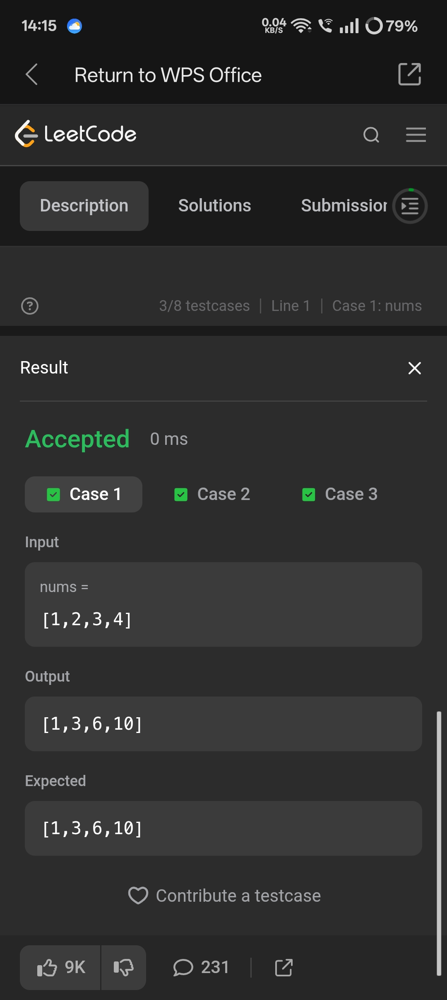 14:15 0.04 KB/S 79%
Return to WPS Office
LeetCode
Description Solutions Submission
3/8 testcases | Line 1 | Case 1: nums
Result
Accepted 0 ms
Case 1 Case 2 Case 3
Input
nums =
[1,2,3,4]
Output
[1,3,6,10]
Expected
[1,3,6,10]
Contribute a testcase
9K 231